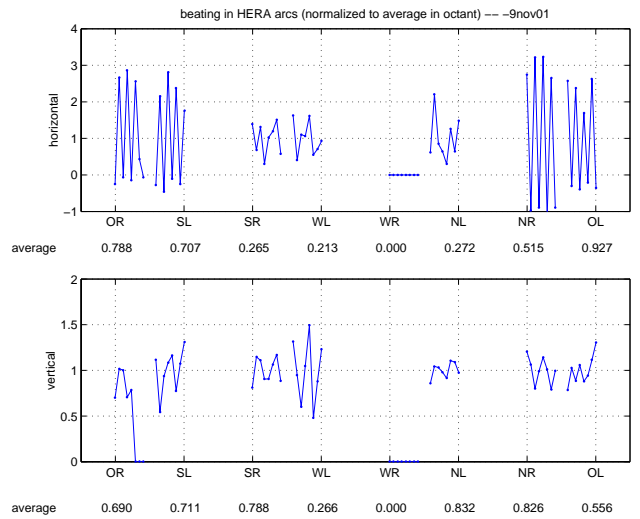 beating in HERA arcs (normalized to average in octant) −− −9nov01
4
3
2
1
0
−1
horizontal
OR SL SR WL WR NL NR OL
average 0.788 0.707 0.265 0.213 0.000 0.272 0.515 0.927
2
1.5
1
0.5
0
vertical
OR SL SR WL WR NL NR OL
average 0.690 0.711 0.788 0.266 0.000 0.832 0.826 0.556